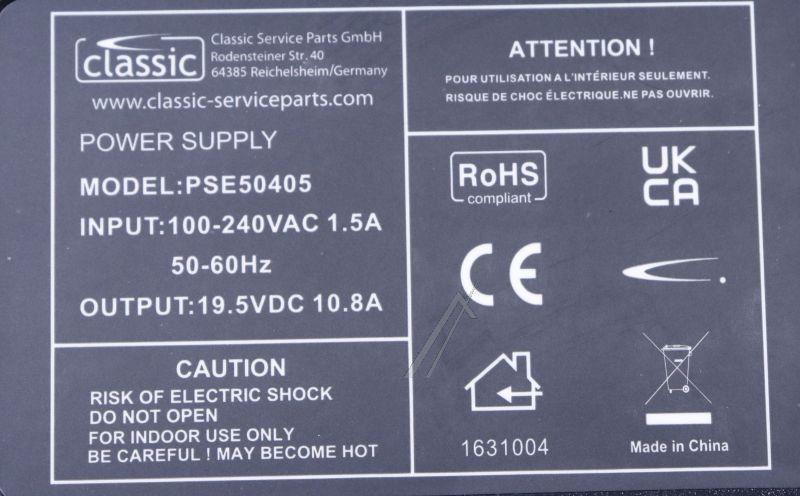 classic
Classic Service Parts GmbH
Rodensteiner Str. 40
64385 Reichelsheim/Germany
www.classic-serviceparts.com
POWER SUPPLY
MODEL:PSE50405
INPUT:100-240VAC 1.5A
50-60Hz
OUTPUT:19.5VDC 10.8A
CAUTION
RISK OF ELECTRIC SHOCK
DO NOT OPEN
FOR INDOOR USE ONLY
BE CAREFUL ! MAY BECOME HOT
ATTENTION !
POUR UTILISATION A L'INTÉRIEUR SEULEMENT.
RISQUE DE CHOC ÉLECTRIQUE.NE PAS OUVRIR.
RoHS
compliant
UK
CA
CE
1631004
Made in China